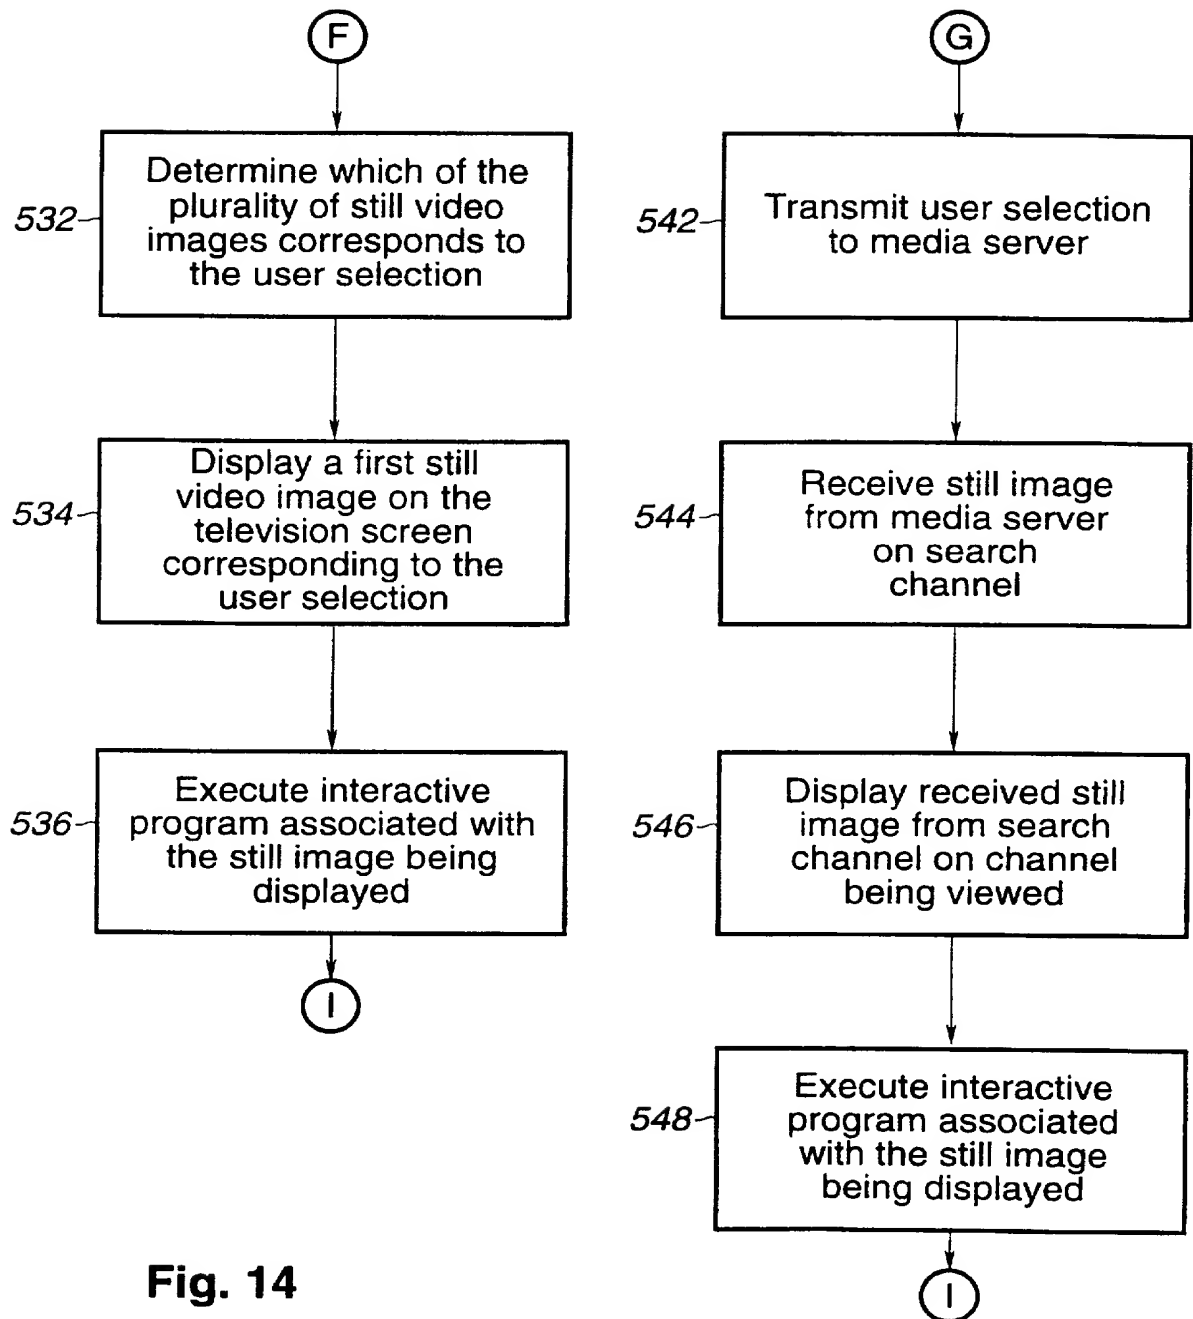 F
532
Determine which of the
plurality of still video
images corresponds to
the user selection
534
Display a first still
video image on the
television screen
corresponding to the
user selection
536
Execute interactive
program associated with
the still image being
displayed
I
G
542
Transmit user selection
to media server
544
Receive still image
from media server
on search
channel
546
Display received still
image from search
channel on channel
being viewed
548
Execute interactive
program associated
with the still image
being displayed
I
Fig. 14